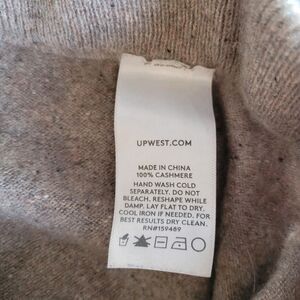 UPWEST.COM
MADE IN CHINA
100% CASHMERE
HAND WASH COLD
SEPARATELY. DO NOT
BLEACH. RESHAPE WHILE
DAMP. LAY FLAT TO DRY.
COOL IRON IF NEEDED. FOR
BEST RESULTS DRY CLEAN.
RN#159489